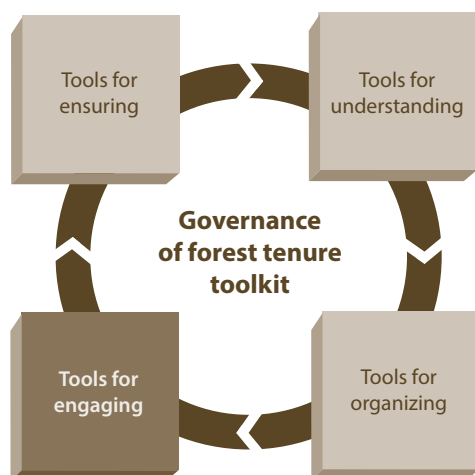 Tools for
ensuring
Tools for
understanding
Governance
of forest tenure
toolkit
Tools for
engaging
Tools for
organizing